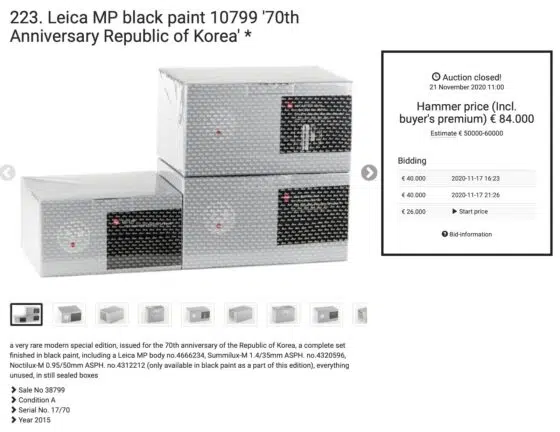 223. Leica MP black paint 10799 '70th
Anniversary Republic of Korea' *
Auction closed!
21 November 2020 11:00
Hammer price (Incl.
buyer's premium) € 84.000
Estimate € 50000-60000
Bidding
€ 40.000 2020-11-17 16:23
€ 40.000 2020-11-17 21:26
€ 26.000 Start price
Bid-information
a very rare modern special edition, issued for the 70th anniversary of the Republic of Korea, a complete set
finished in black paint, including a Leica MP body no.4666234, Summilux-M 1.4/35mm ASPH. no.4320596,
Noctilux-M 0.95/50mm ASPH. no.4312212 (only available in black paint as a part of this edition), everything
unused, in still sealed boxes
Sale No 38799
Condition A
Serial No. 17/70
Year 2015